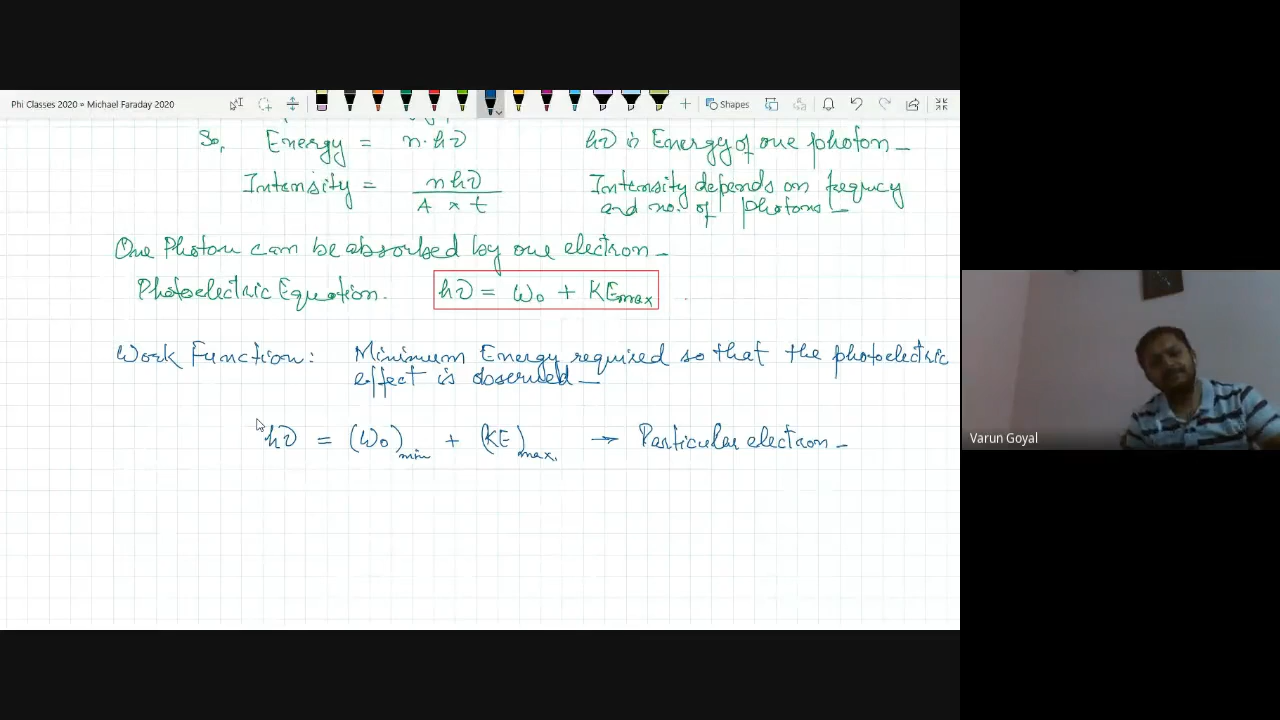 Phi Classes 2020 » Michael Faraday 2020
Shapes
So, Energy = n·hν hν is Energy of one photon —
Intensity = nhν / A × t Intensity depends on freqency and no. of photons —
One Photon can be absorbed by one electron —
Photoelectric Equation. hν = ω₀ + KEmax
Work Function: Minimum Energy required so that the photoelectric
effect is observed —
hν = (ω₀)min + (KE)max. → Particular electron —
Varun Goyal